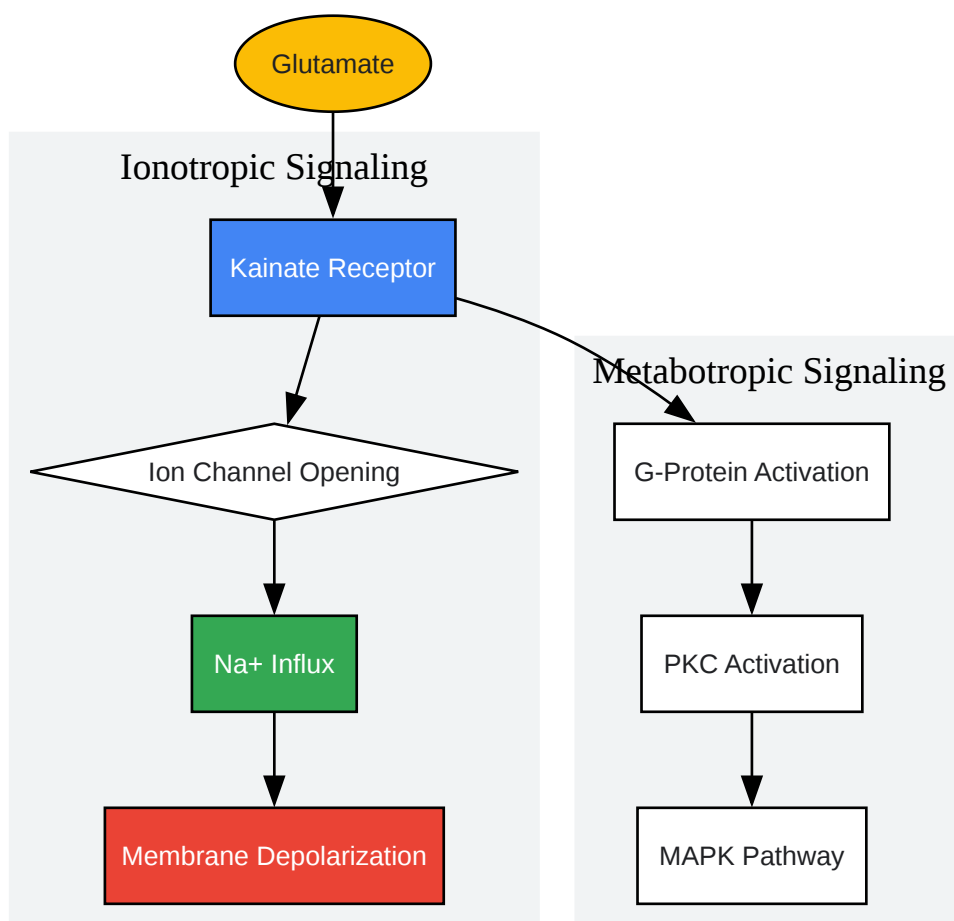 Glutamate
Ionotropic Signaling
Kainate Receptor
Metabotropic Signaling
Ion Channel Opening
G-Protein Activation
Na+ Influx
PKC Activation
Membrane Depolarization
MAPK Pathway